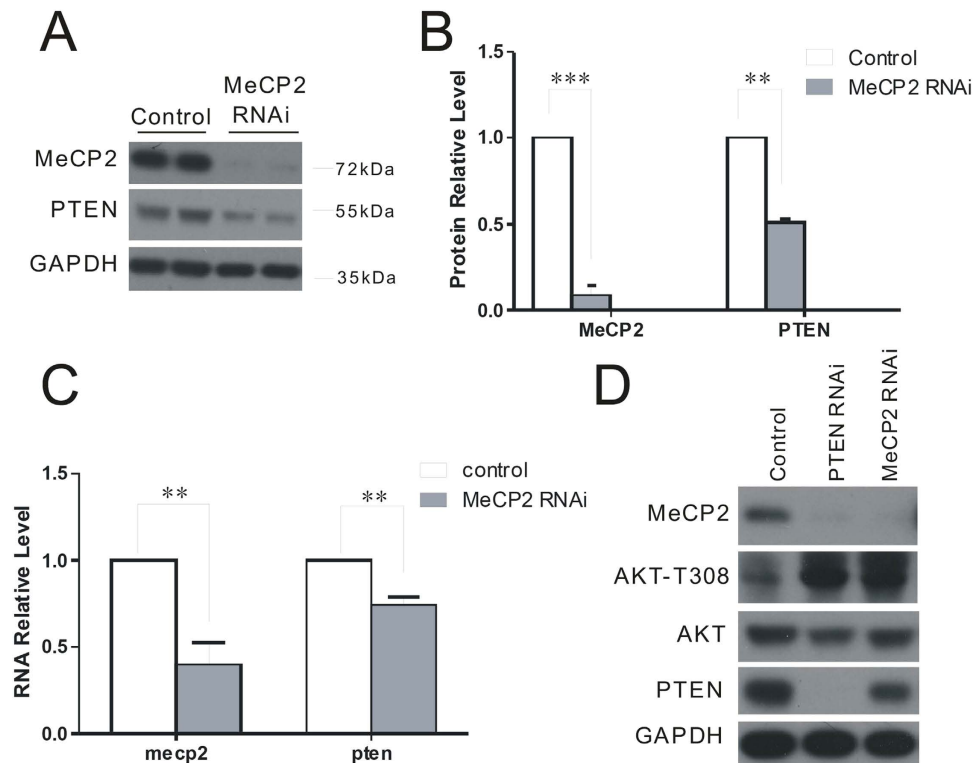 A
Control
MeCP2
RNAi
MeCP2
72kDa
PTEN
55kDa
GAPDH
35kDa
B
Control
MeCP2 RNAi
Protein Relative Level
1.5
1.0
0.5
0.0
***
**
MeCP2
PTEN
C
control
MeCP2 RNAi
RNA Relative Level
1.5
1.0
0.5
0.0
**
**
mecp2
pten
D
Control
PTEN RNAi
MeCP2 RNAi
MeCP2
AKT-T308
AKT
PTEN
GAPDH